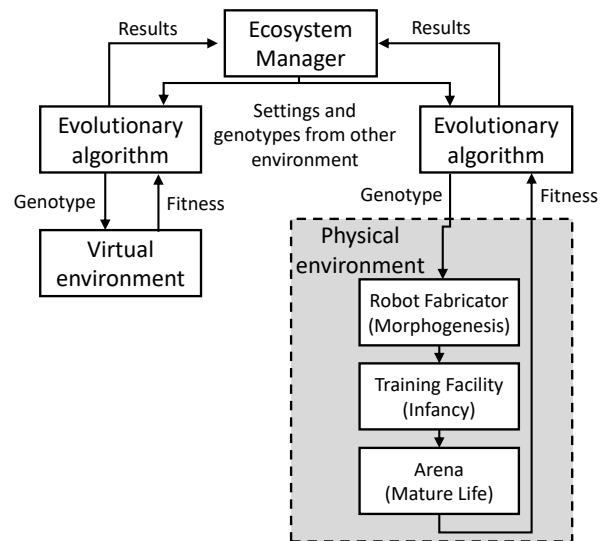 Results
Ecosystem
Manager
Results
Settings and
genotypes from other
environment
Evolutionary
algorithm
Evolutionary
algorithm
Genotype
Fitness
Genotype
Fitness
Virtual
environment
Physical
environment
Robot Fabricator
(Morphogenesis)
Training Facility
(Infancy)
Arena
(Mature Life)